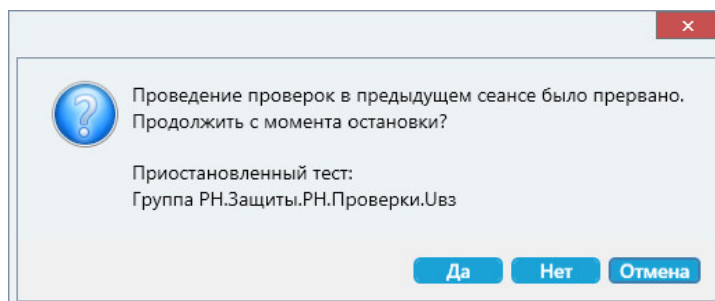 Проведение проверок в предыдущем сеансе было прервано.
Продолжить с момента остановки?
Приостановленный тест:
Группа РН.Защиты.РН.Проверки.Uвз
Да Нет Отмена